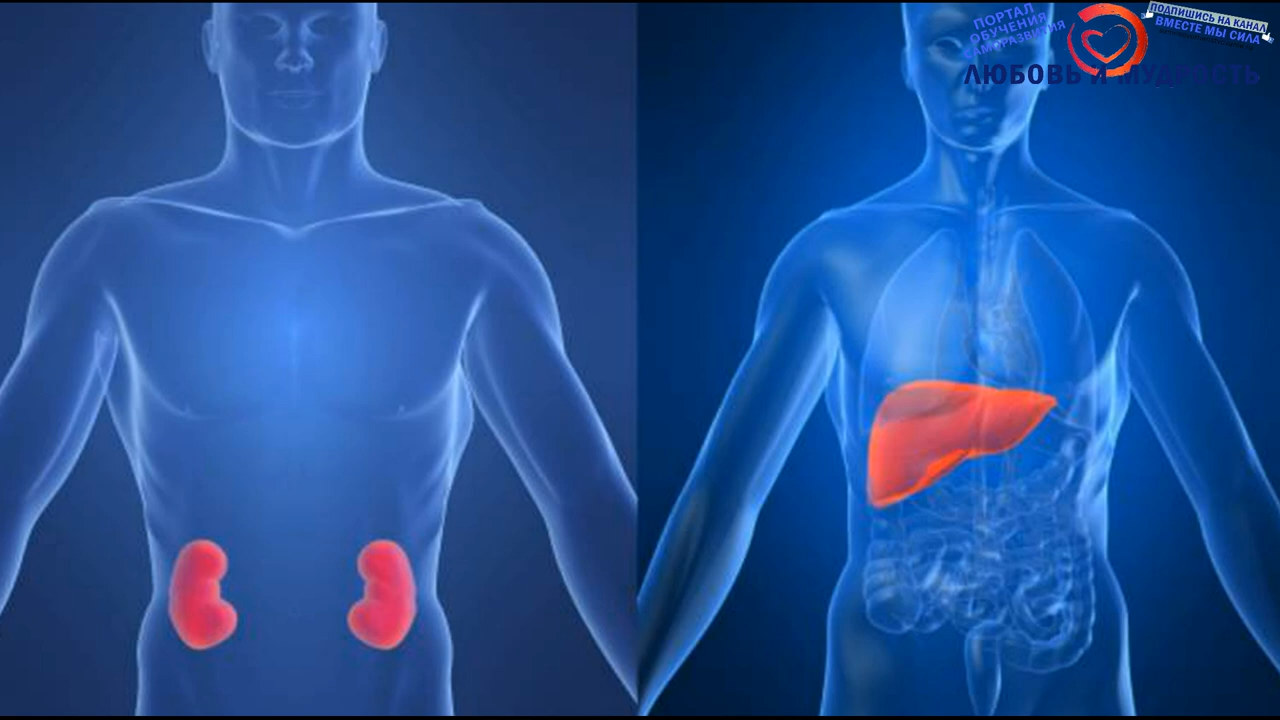 ПОРТАЛ
ОБУЧЕНИЯ
САМОРАЗВИТИЯ
ПОДПИШИСЬ НА КАНАЛ
ВМЕСТЕ МЫ СИЛА
ЛЮБОВЬ И МУДРОСТЬ